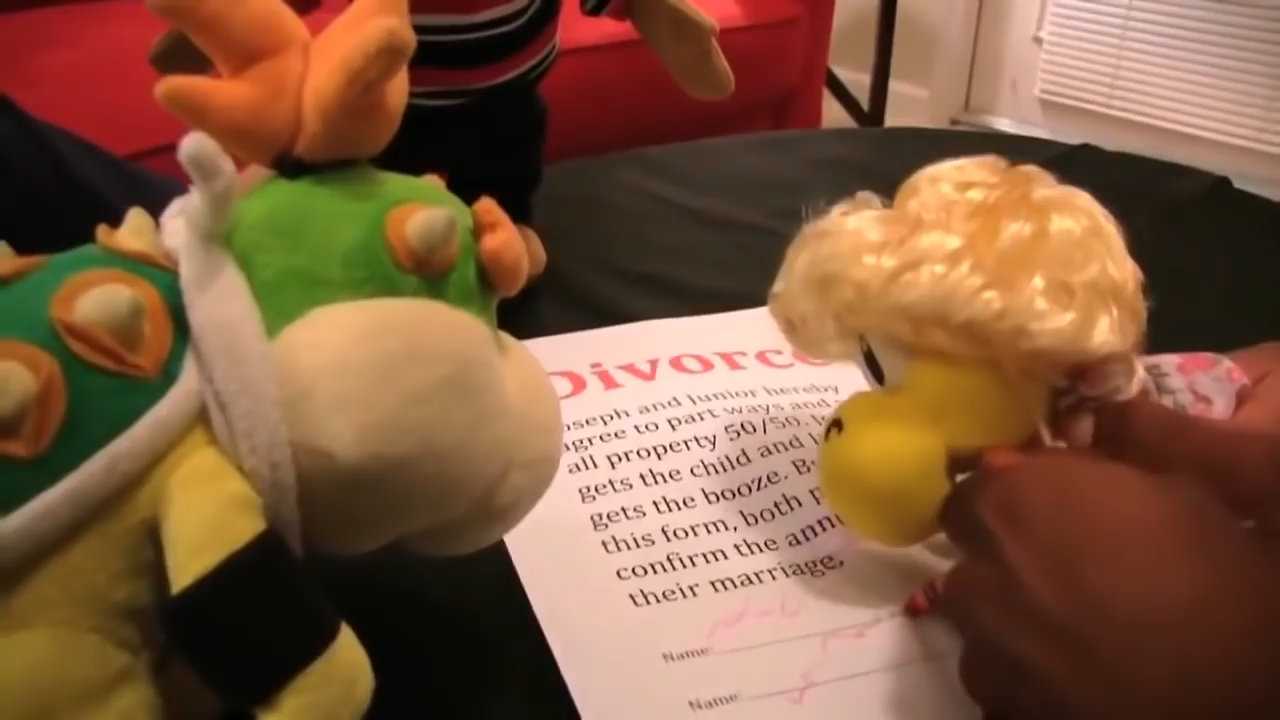 Divorce
Joseph and Junior hereby
agree to part ways and
all property 50/50.
gets the child and
gets the booze.
this form, both
confirm the
their marriage.
Name:
Name: